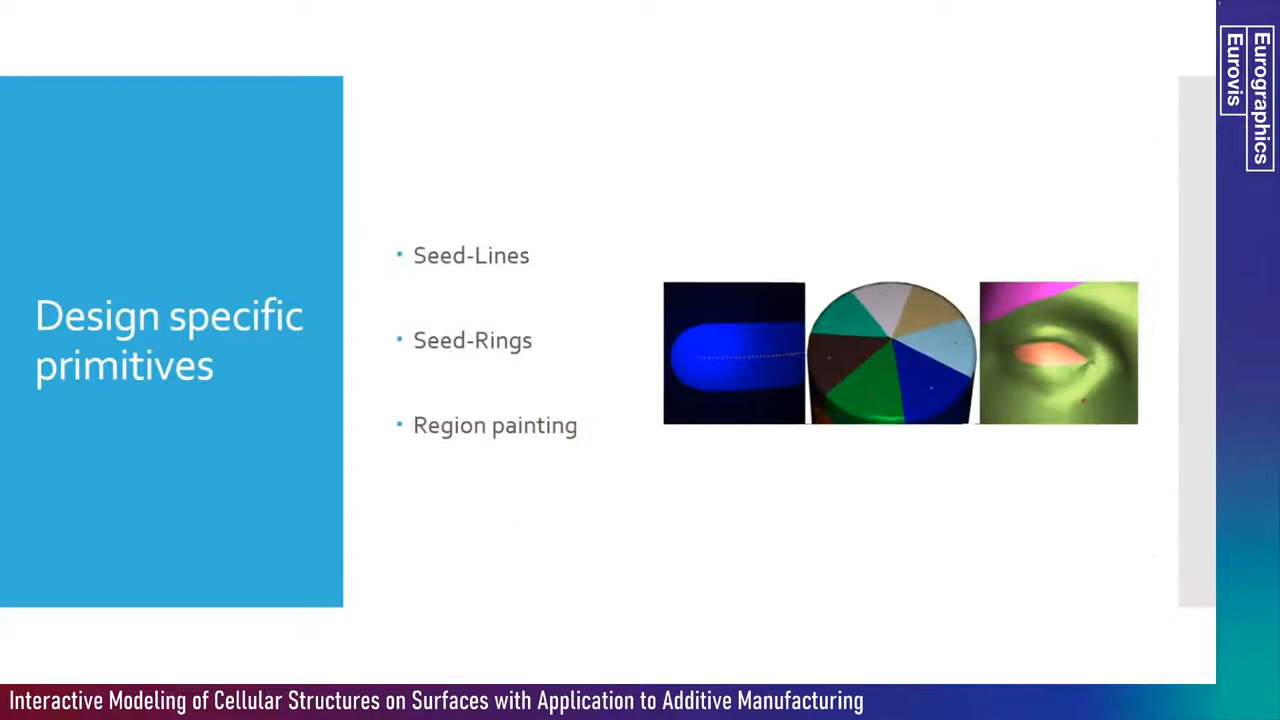 Design specific
primitives
• Seed-Lines
• Seed-Rings
• Region painting
Eurographics
Eurovis
Interactive Modeling of Cellular Structures on Surfaces with Application to Additive Manufacturing